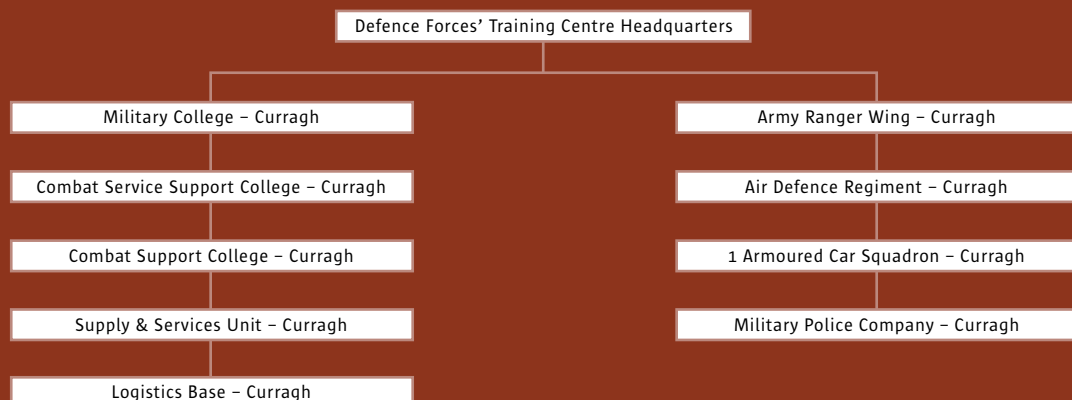 Defence Forces’ Training Centre Headquarters
Military College – Curragh
Combat Service Support College – Curragh
Combat Support College – Curragh
Supply & Services Unit – Curragh
Logistics Base – Curragh
Army Ranger Wing – Curragh
Air Defence Regiment – Curragh
1 Armoured Car Squadron – Curragh
Military Police Company – Curragh